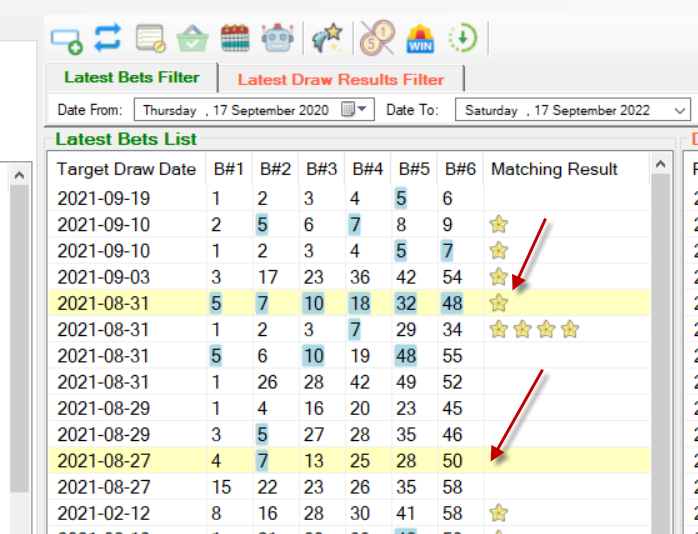 5 1
WIN
Latest Bets Filter Latest Draw Results Filter
Date From: Thursday , 17 September 2020 Date To: Saturday , 17 September 2022
Latest Bets List
Target Draw Date B#1 B#2 B#3 B#4 B#5 B#6 Matching Result
2021-09-19 1 2 3 4 5 6
2021-09-10 2 5 6 7 8 9
2021-09-10 1 2 3 4 5 7
2021-09-03 3 17 23 36 42 54
2021-08-31 5 7 10 18 32 48
2021-08-31 1 2 3 7 29 34
2021-08-31 5 6 10 19 48 55
2021-08-31 1 26 28 42 49 52
2021-08-29 1 4 16 20 23 45
2021-08-29 3 5 27 28 35 46
2021-08-27 4 7 13 25 28 50
2021-08-27 15 22 23 26 35 58
2021-02-12 8 16 28 30 41 58